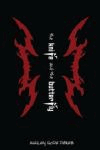 the
knife
and the
butterfly